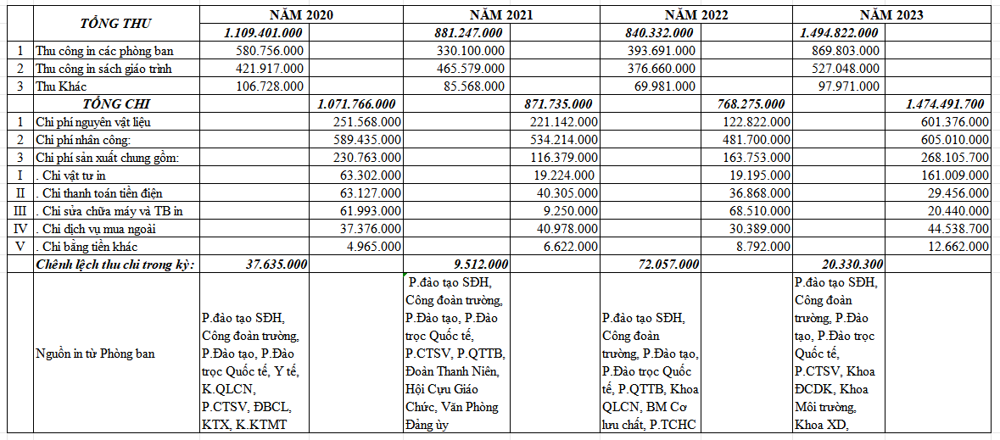 TỔNG THU NĂM 2020 NĂM 2021 NĂM 2022 NĂM 2023
1.109.401.000 881.247.000 840.332.000 1.494.822.000
1 Thu công in các phòng ban 580.756.000 330.100.000 393.691.000 869.803.000
2 Thu công in sách giáo trình 421.917.000 465.579.000 376.660.000 527.048.000
3 Thu Khác 106.728.000 85.568.000 69.981.000 97.971.000
TỔNG CHI 1.071.766.000 871.735.000 768.275.000 1.474.491.700
1 Chi phí nguyên vật liệu 251.568.000 221.142.000 122.822.000 601.376.000
2 Chi phí nhân công: 589.435.000 534.214.000 481.700.000 605.010.000
3 Chi phí sản xuất chung gồm: 230.763.000 116.379.000 163.753.000 268.105.700
I . Chi vật tư in 63.302.000 19.224.000 19.195.000 161.009.000
II . Chi thanh toán tiền điện 63.127.000 40.305.000 36.868.000 29.456.000
III . Chi sửa chữa máy và TB in 61.993.000 9.250.000 68.510.000 20.440.000
IV . Chi dịch vụ mua ngoài 37.376.000 40.978.000 30.389.000 44.538.700
V . Chi bằng tiền khác 4.965.000 6.622.000 8.792.000 12.662.000
Chênh lệch thu chi trong kỳ: 37.635.000 9.512.000 72.057.000 20.330.300
Nguồn in từ Phòng ban
P.đào tạo SĐH,
Công đoàn trường,
P.Đào tạo, P.Đào
trọc Quốc tế, Y tế,
K.QLCN,
P.CTSV, ĐBCL,
KTX, K.KTMT
P.đào tạo SĐH,
Công đoàn trường,
P.Đào tạo, P.Đào
trọc Quốc tế,
P.CTSV, P.QTTB,
Đoàn Thanh Niên,
Hội Cựu Giáo
Chức, Văn Phòng
Đảng ủy
P.đào tạo SĐH,
Công đoàn
trường, P.Đào tạo,
P.Đào trọc Quốc
tế, P.QTTB, Khoa
QLCN, BM Cơ
lưu chất, P.TCHC
P.đào tạo SĐH,
Công đoàn
trường, P.Đào
tạo, P.Đào trọc
Quốc tế,
P.CTSV, Khoa
ĐCDK, Khoa
Môi trường,
Khoa XD,